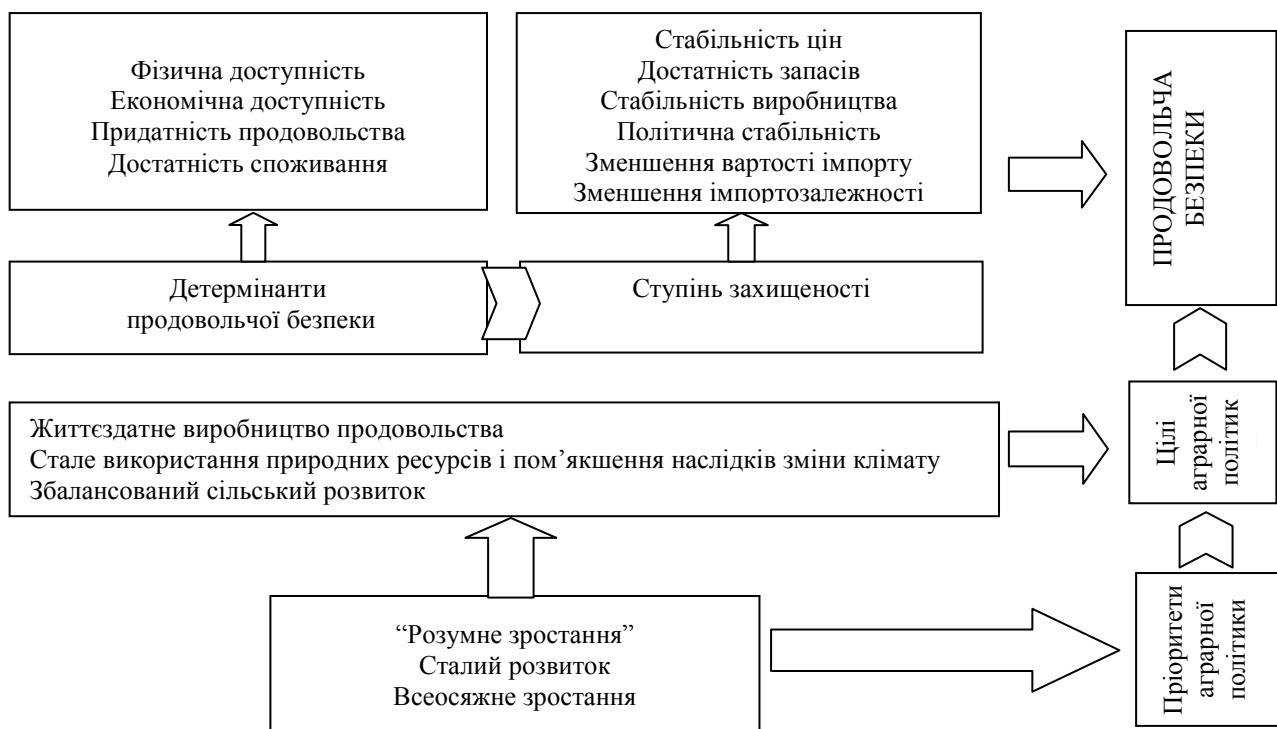 Фізична доступність
Економічна доступність
Придатність продовольства
Достатність споживання
Стабільність цін
Достатність запасів
Стабільність виробництва
Політична стабільність
Зменшення вартості імпорту
Зменшення імпортозалежності
ПРОДОВОЛЬЧА
БЕЗПЕКИ
Детермінанти
продовольчої безпеки
Ступінь захищеності
Життєздатне виробництво продовольства
Стале використання природних ресурсів і пом’якшення наслідків зміни клімату
Збалансований сільський розвиток
Цілі
аграрної
політик
“Розумне зростання”
Сталий розвиток
Всеосяжне зростання
Пріоритети
аграрної
політики